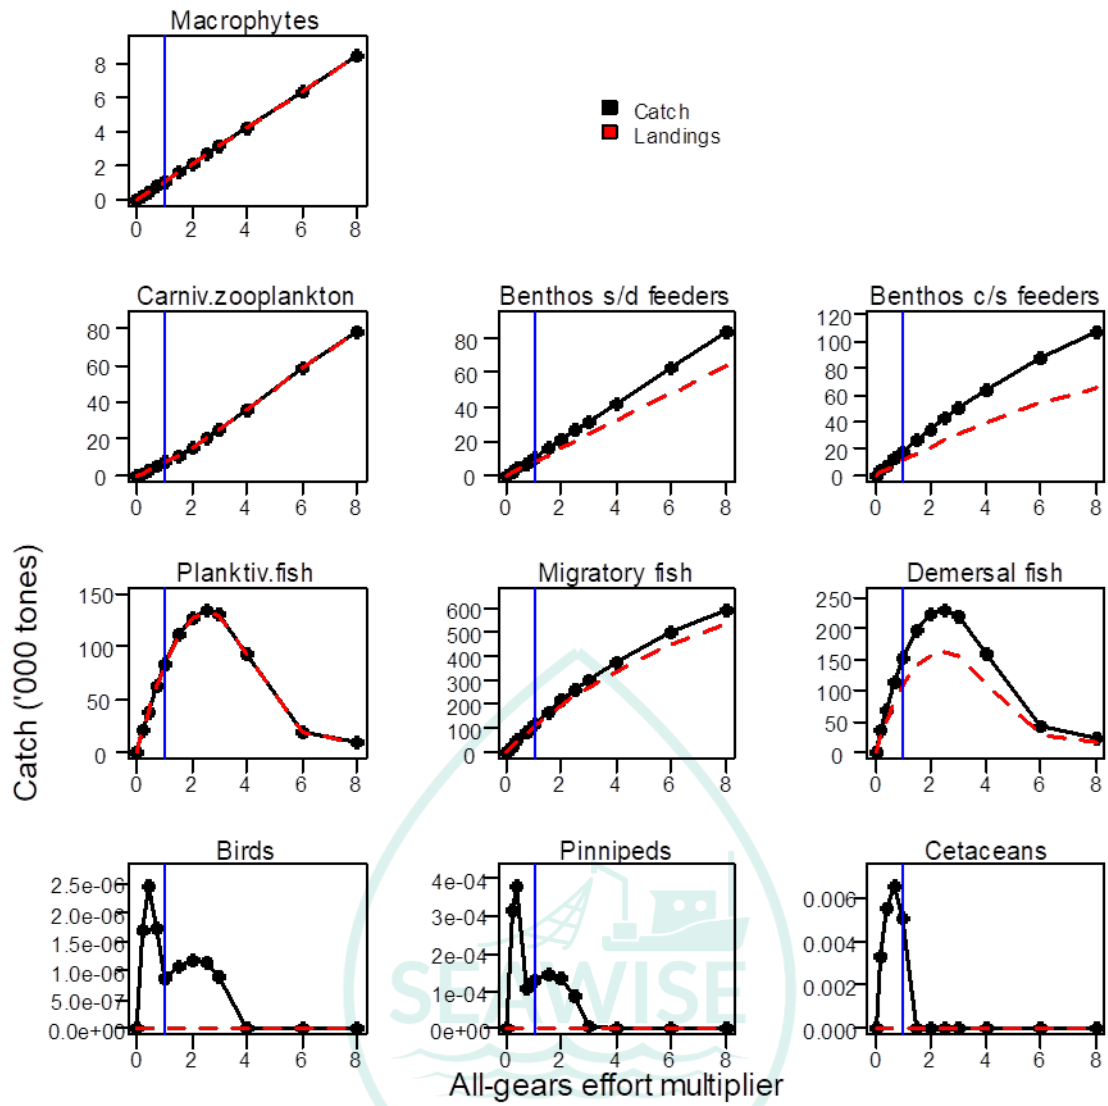 Macrophytes
8
6
4
2
0
0 2 4 6 8
Catch
Landings
Carniv.zooplankton
80
60
40
20
0
0 2 4 6 8
Benthos s/d feeders
80
60
40
20
0
0 2 4 6 8
Benthos c/s feeders
120
100
80
60
40
20
0
0 2 4 6 8
Catch ('000 tones)
Planktiv.fish
150
100
50
0
0 2 4 6 8
Migratory fish
600
500
400
300
200
100
0
0 2 4 6 8
Demersal fish
250
200
150
100
50
0
0 2 4 6 8
Birds
2.5e-06
2.0e-06
1.5e-06
1.0e-06
5.0e-07
0.0e+00
0 2 4 6 8
Pinnipeds
4e-04
3e-04
2e-04
1e-04
0e+00
0 2 4 6 8
Cetaceans
0.006
0.004
0.002
0.000
0 2 4 6 8
SEAWISE
All-gears effort multiplier